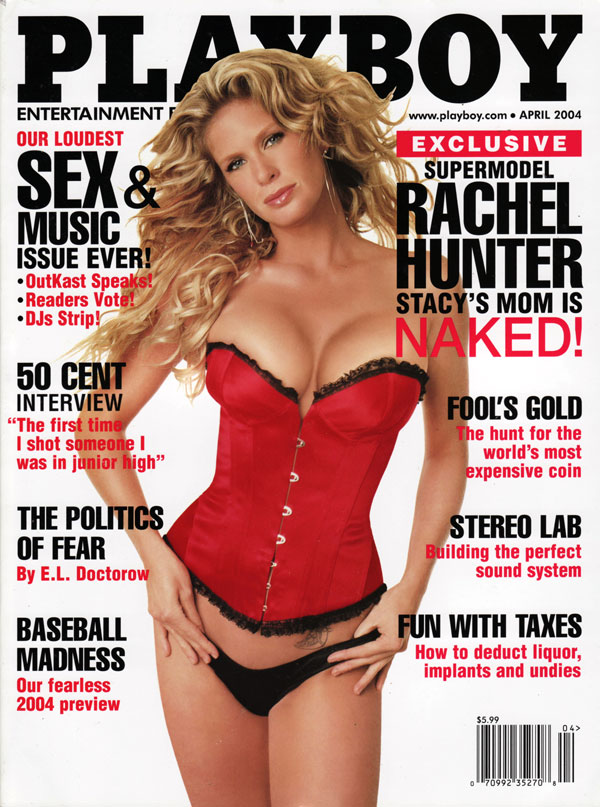 PLAYBOY
ENTERTAINMENT F
www.playboy.com • APRIL 2004
OUR LOUDEST
SEX &
MUSIC
ISSUE EVER!
•OutKast Speaks!
•Readers Vote!
•DJs Strip!
50 CENT
INTERVIEW
“The first time
I shot someone I
was in junior high”
THE POLITICS
OF FEAR
By E.L. Doctorow
BASEBALL
MADNESS
Our fearless
2004 preview
EXCLUSIVE
SUPERMODEL
RACHEL
HUNTER
STACY’S MOM IS
NAKED!
FOOL’S GOLD
The hunt for the
world’s most
expensive coin
STEREO LAB
Building the perfect
sound system
FUN WITH TAXES
How to deduct liquor,
implants and undies
$5.99
04>
0 70992 35270 8